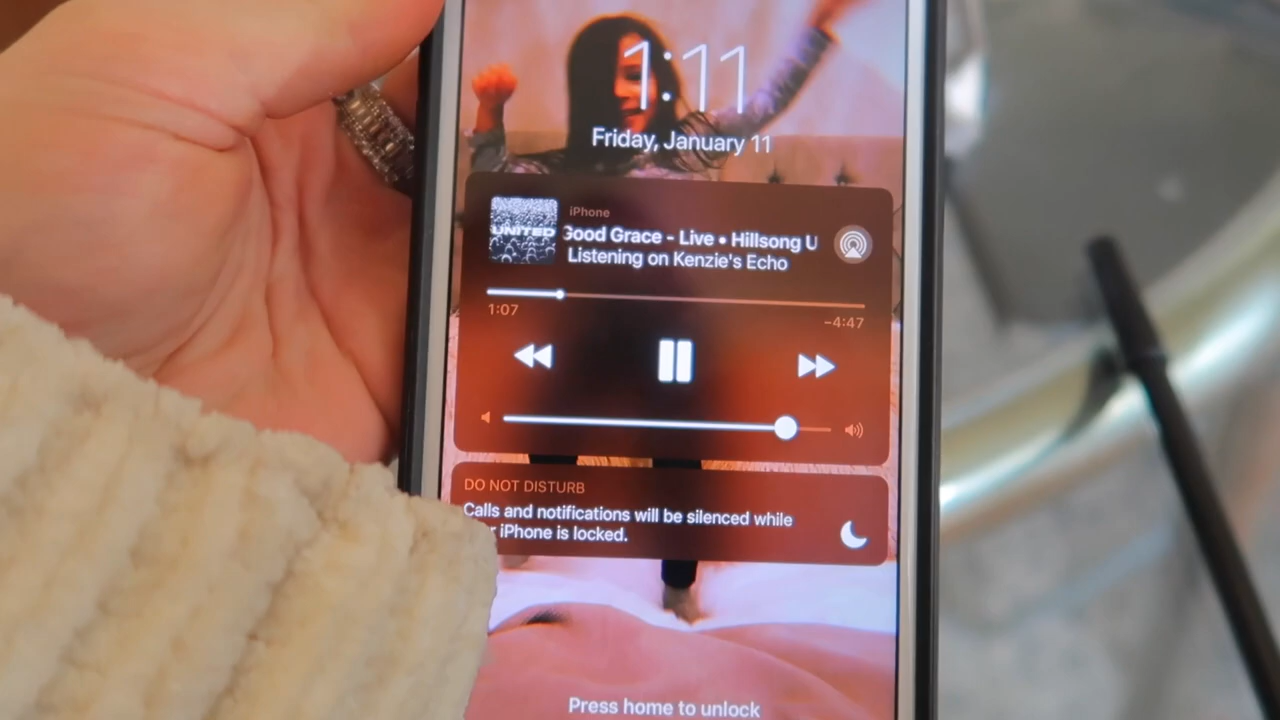 1:11
Friday, January 11
UNITED
iPhone
Good Grace - Live • Hillsong U
Listening on Kenzie's Echo
1:07
-4:47
DO NOT DISTURB
Calls and notifications will be silenced while
r iPhone is locked.
Press home to unlock